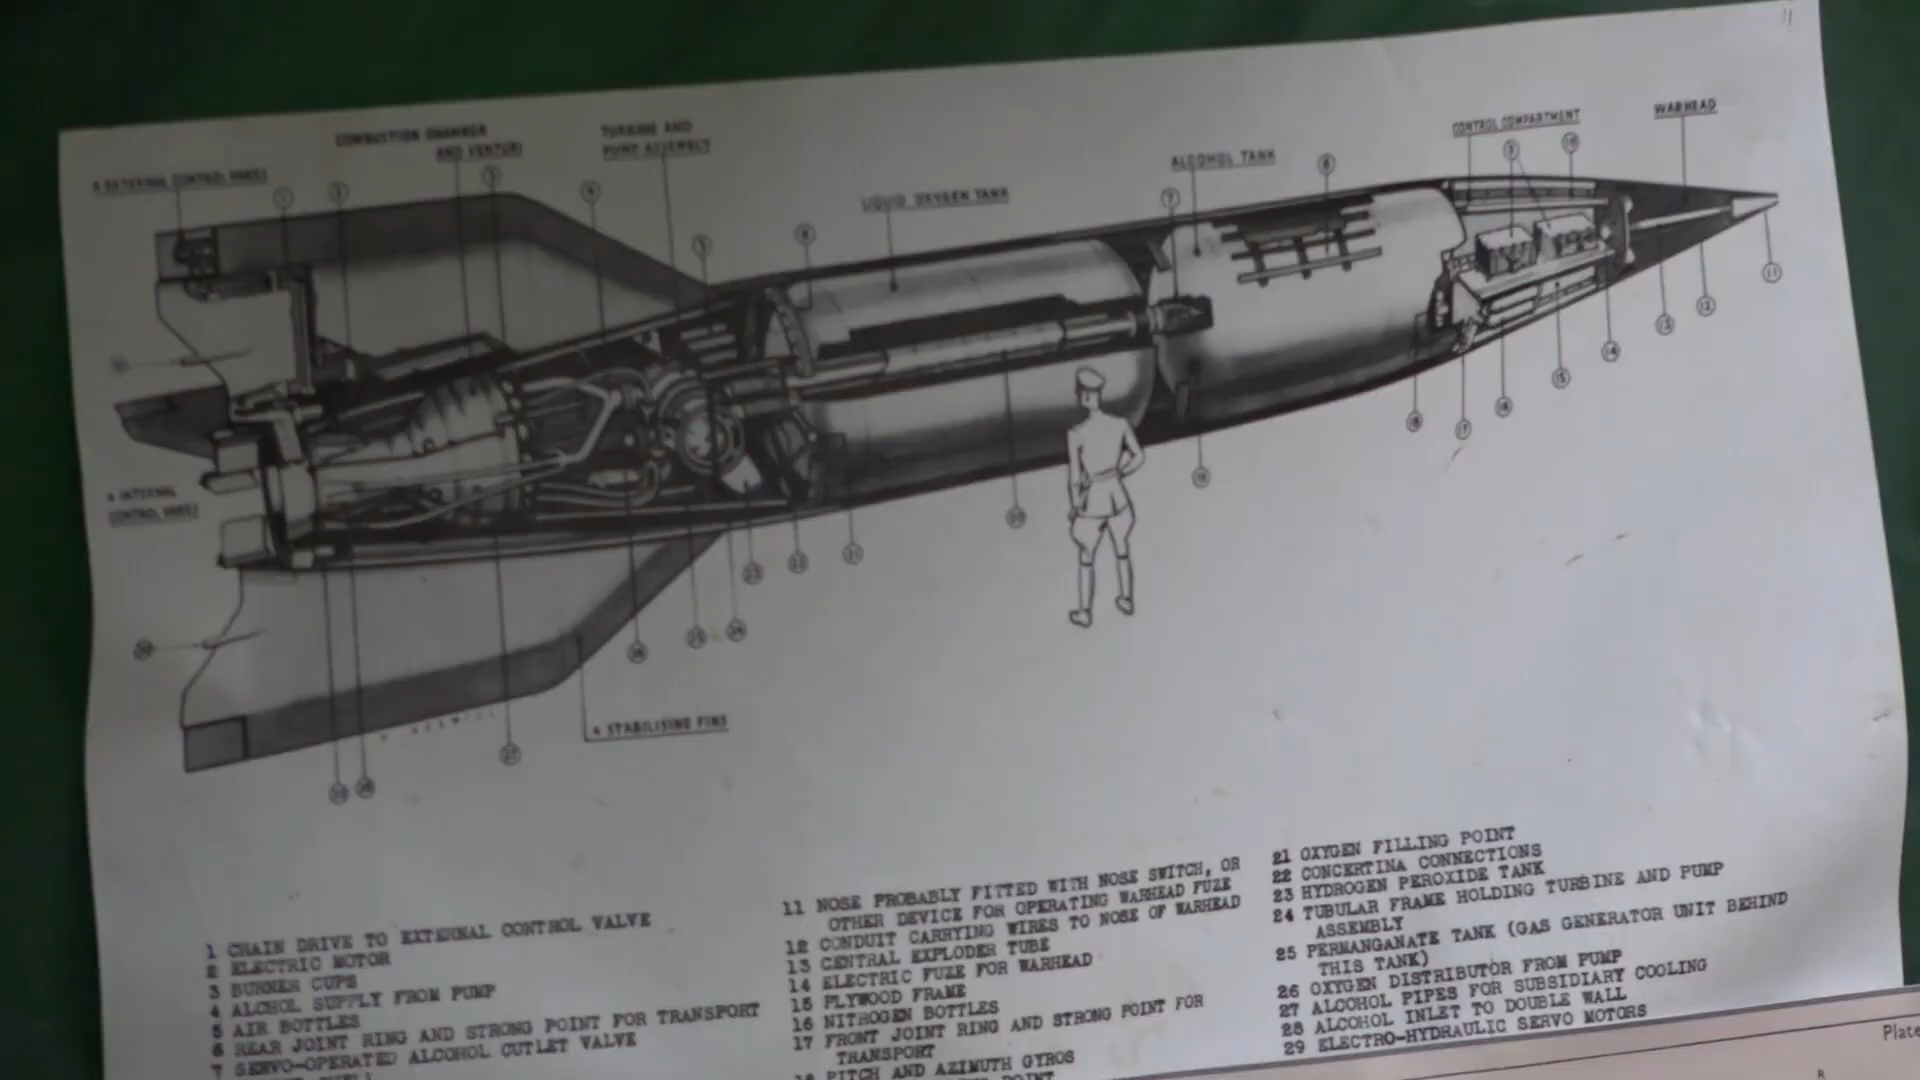 11
WARHEAD
CONTROL COMPARTMENT
COMBUSTION CHAMBER
AND VENTURI
TURBINE AND
PUMP ASSEMBLY
ALCOHOL TANK
4 EXTERNAL CONTROL VANES
LIQUID OXYGEN TANK
4 INTERNAL
CONTROL VANES
4 STABILISING FINS
1 CHAIN DRIVE TO EXTERNAL CONTROL VALVE
2 ELECTRIC MOTOR
3 BURNER CUPS
4 ALCHOL SUPPLY FROM PUMP
5 AIR BOTTLES
6 REAR JOINT RING AND STRONG POINT FOR TRANSPORT
7 SERVO-OPERATED ALCOHOL OUTLET VALVE
11 NOSE PROBABLY FITTED WITH NOSE SWITCH, OR
OTHER DEVICE FOR OPERATING WARHEAD FUZE
12 CONDUIT CARRYING WIRES TO NOSE OF WARHEAD
13 CENTRAL EXPLODER TUBE
14 ELECTRIC FUZE FOR WARHEAD
15 PLYWOOD FRAME
16 NITROGEN BOTTLES
17 FRONT JOINT RING AND STRONG POINT FOR
TRANSPORT
18 PITCH AND AZIMUTH GYROS
POINT
21 OXYGEN FILLING POINT
22 CONCERTINA CONNECTIONS
23 HYDROGEN PEROXIDE TANK
24 TUBULAR FRAME HOLDING TURBINE AND PUMP
ASSEMBLY
25 PERMANGANATE TANK (GAS GENERATOR UNIT BEHIND
THIS TANK)
26 OXYGEN DISTRIBUTOR FROM PUMP
27 ALCOHOL PIPES FOR SUBSIDIARY COOLING
28 ALCOHOL INLET TO DOUBLE WALL
29 ELECTRO-HYDRAULIC SERVO MOTORS
Plate